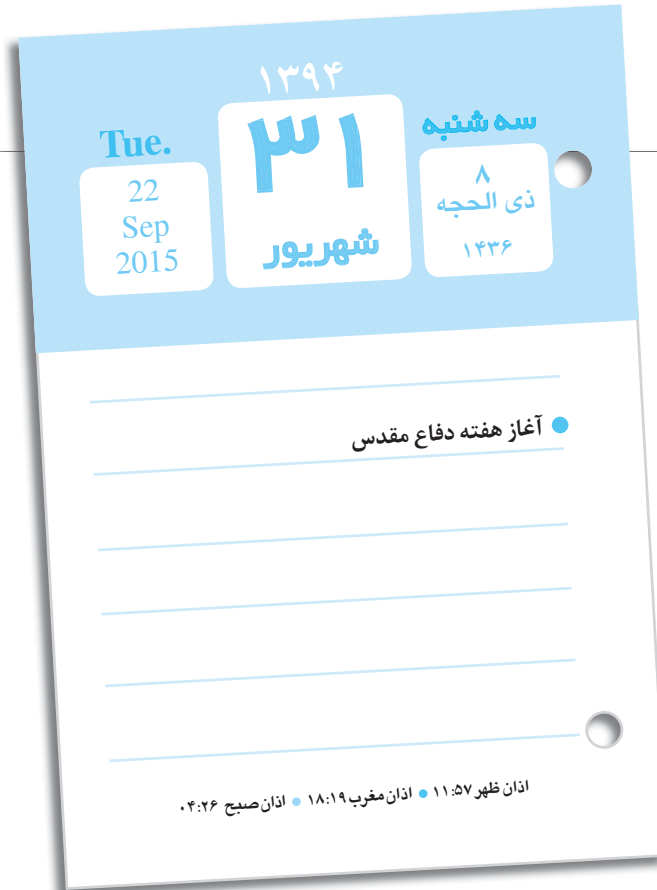 ۱۳۹۴
سه شنبه
۸
ذی الحجه
۱۴۳۶
۳۱
شهریور
Tue.
22
Sep
2015
آغاز هفته دفاع مقدس
اذان ظهر ۱۱:۵۷ ● اذان مغرب ۱۸:۱۹ ● اذان صبح ۰۴:۲۶